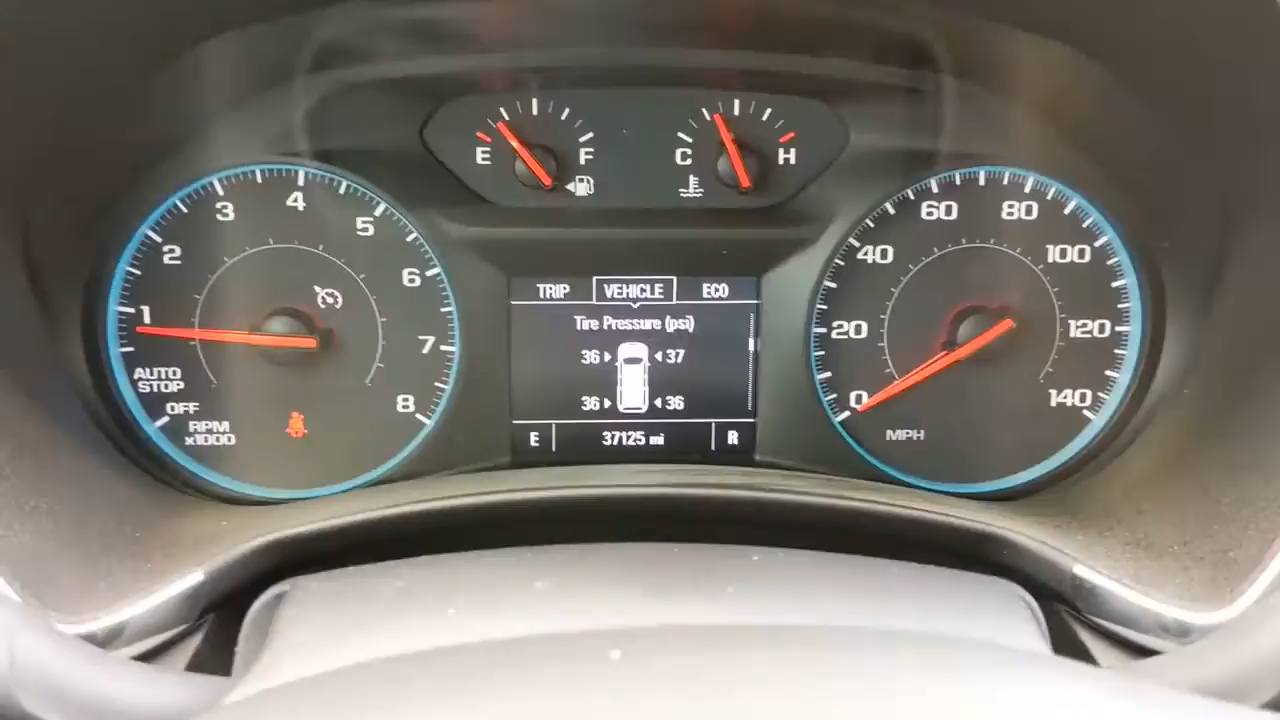 E F
C H
1
2
3
4
5
6
7
8
AUTO
STOP
OFF
RPM
x1000
TRIP VEHICLE ECO
Tire Pressure (psi)
36 37
36 36
E 37125 mi R
0
20
40
60
80
100
120
140
MPH